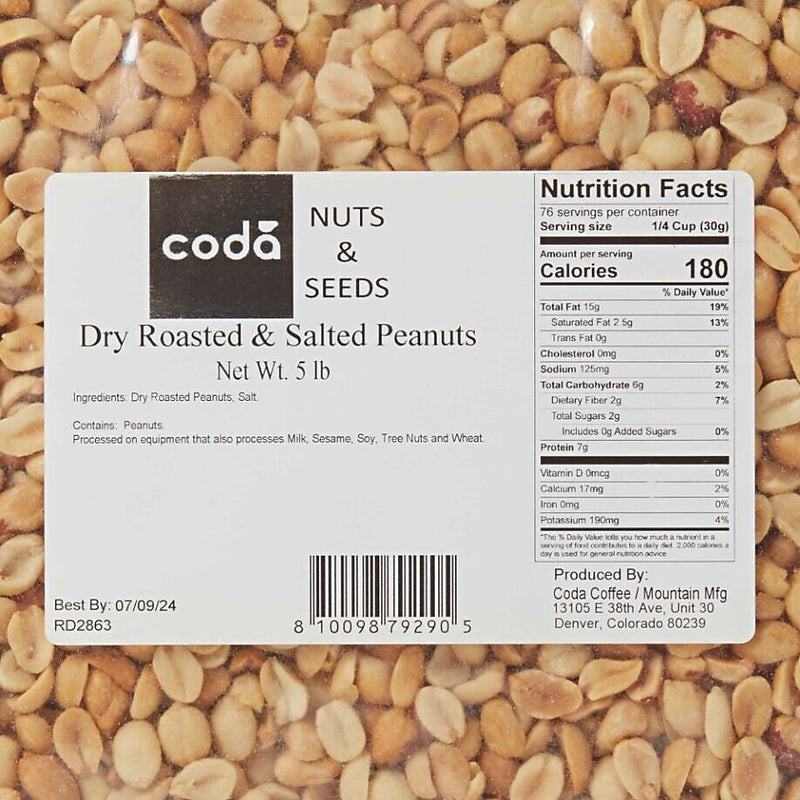 codă
NUTS
&
SEEDS
Dry Roasted & Salted Peanuts
Net Wt. 5 lb
Ingredients: Dry Roasted Peanuts, Salt.
Contains: Peanuts.
Processed on equipment that also processes Milk, Sesame, Soy, Tree Nuts and Wheat.
Best By: 07/09/24
RD2863
8 10098 79290 5
Nutrition Facts
76 servings per container
Serving size 1/4 Cup (30g)
Amount per serving
Calories 180
% Daily Value*
Total Fat 15g 19%
Saturated Fat 2.5g 13%
Trans Fat 0g
Cholesterol 0mg 0%
Sodium 125mg 5%
Total Carbohydrate 6g 2%
Dietary Fiber 2g 7%
Total Sugars 2g
Includes 0g Added Sugars 0%
Protein 7g
Vitamin D 0mcg 0%
Calcium 17mg 2%
Iron 0mg 0%
Potassium 190mg 4%
*The % Daily Value tells you how much a nutrient in a
serving of food contributes to a daily diet. 2,000 calories a
day is used for general nutrition advice.
Produced By:
Coda Coffee / Mountain Mfg
13105 E 38th Ave, Unit 30
Denver, Colorado 80239